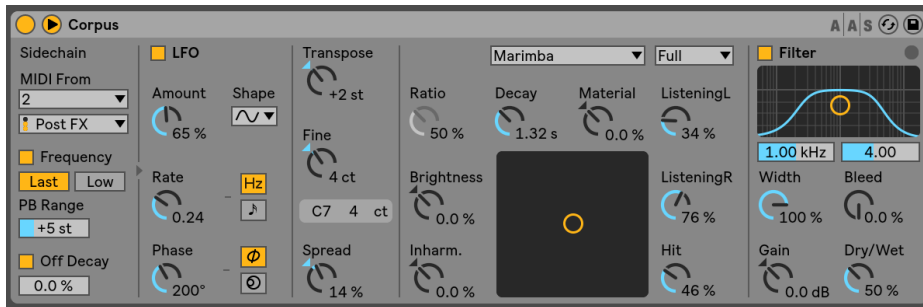 Corpus
AAS
Sidechain
MIDI From
2
Post FX
Frequency
Last Low
PB Range
+5 st
Off Decay
0.0 %
LFO
Amount
65 %
Shape
Rate
0.24
Hz
Phase
200°
Transpose
+2 st
Fine
4 ct
C7 4 ct
Spread
14 %
Marimba
Full
Ratio
50 %
Decay
1.32 s
Material
0.0 %
ListeningL
34 %
Brightness
0.0 %
ListeningR
76 %
Inharm.
0.0 %
Hit
46 %
Filter
1.00 kHz 4.00
Width
100 %
Bleed
0.0 %
Gain
0.0 dB
Dry/Wet
50 %